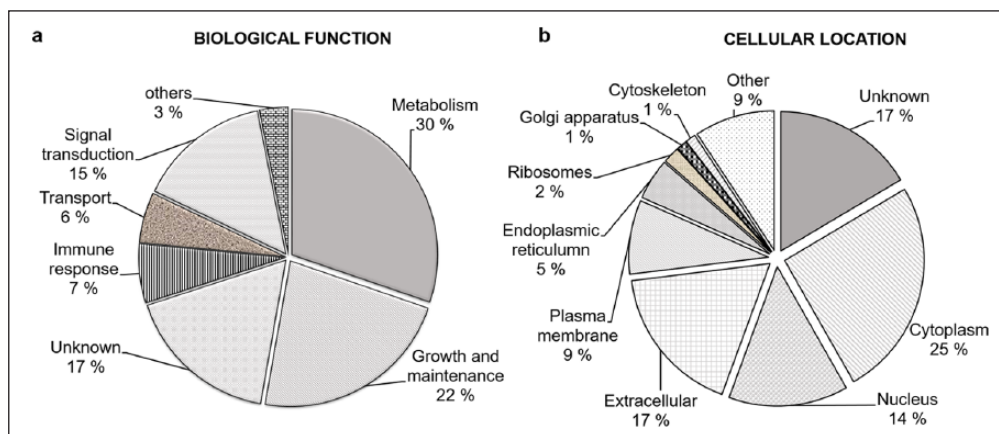 a
BIOLOGICAL FUNCTION
others
3 %
Metabolism
30 %
Signal
transduction
15 %
Transport
6 %
Immune
response
7 %
Unknown
17 %
Growth and
maintenance
22 %
b
CELLULAR LOCATION
Other
9 %
Cytoskeleton
1 %
Unknown
17 %
Golgi apparatus
1 %
Ribosomes
2 %
Endoplasmic
reticulumn
5 %
Plasma
membrane
9 %
Cytoplasm
25 %
Extracellular
17 %
Nucleus
14 %